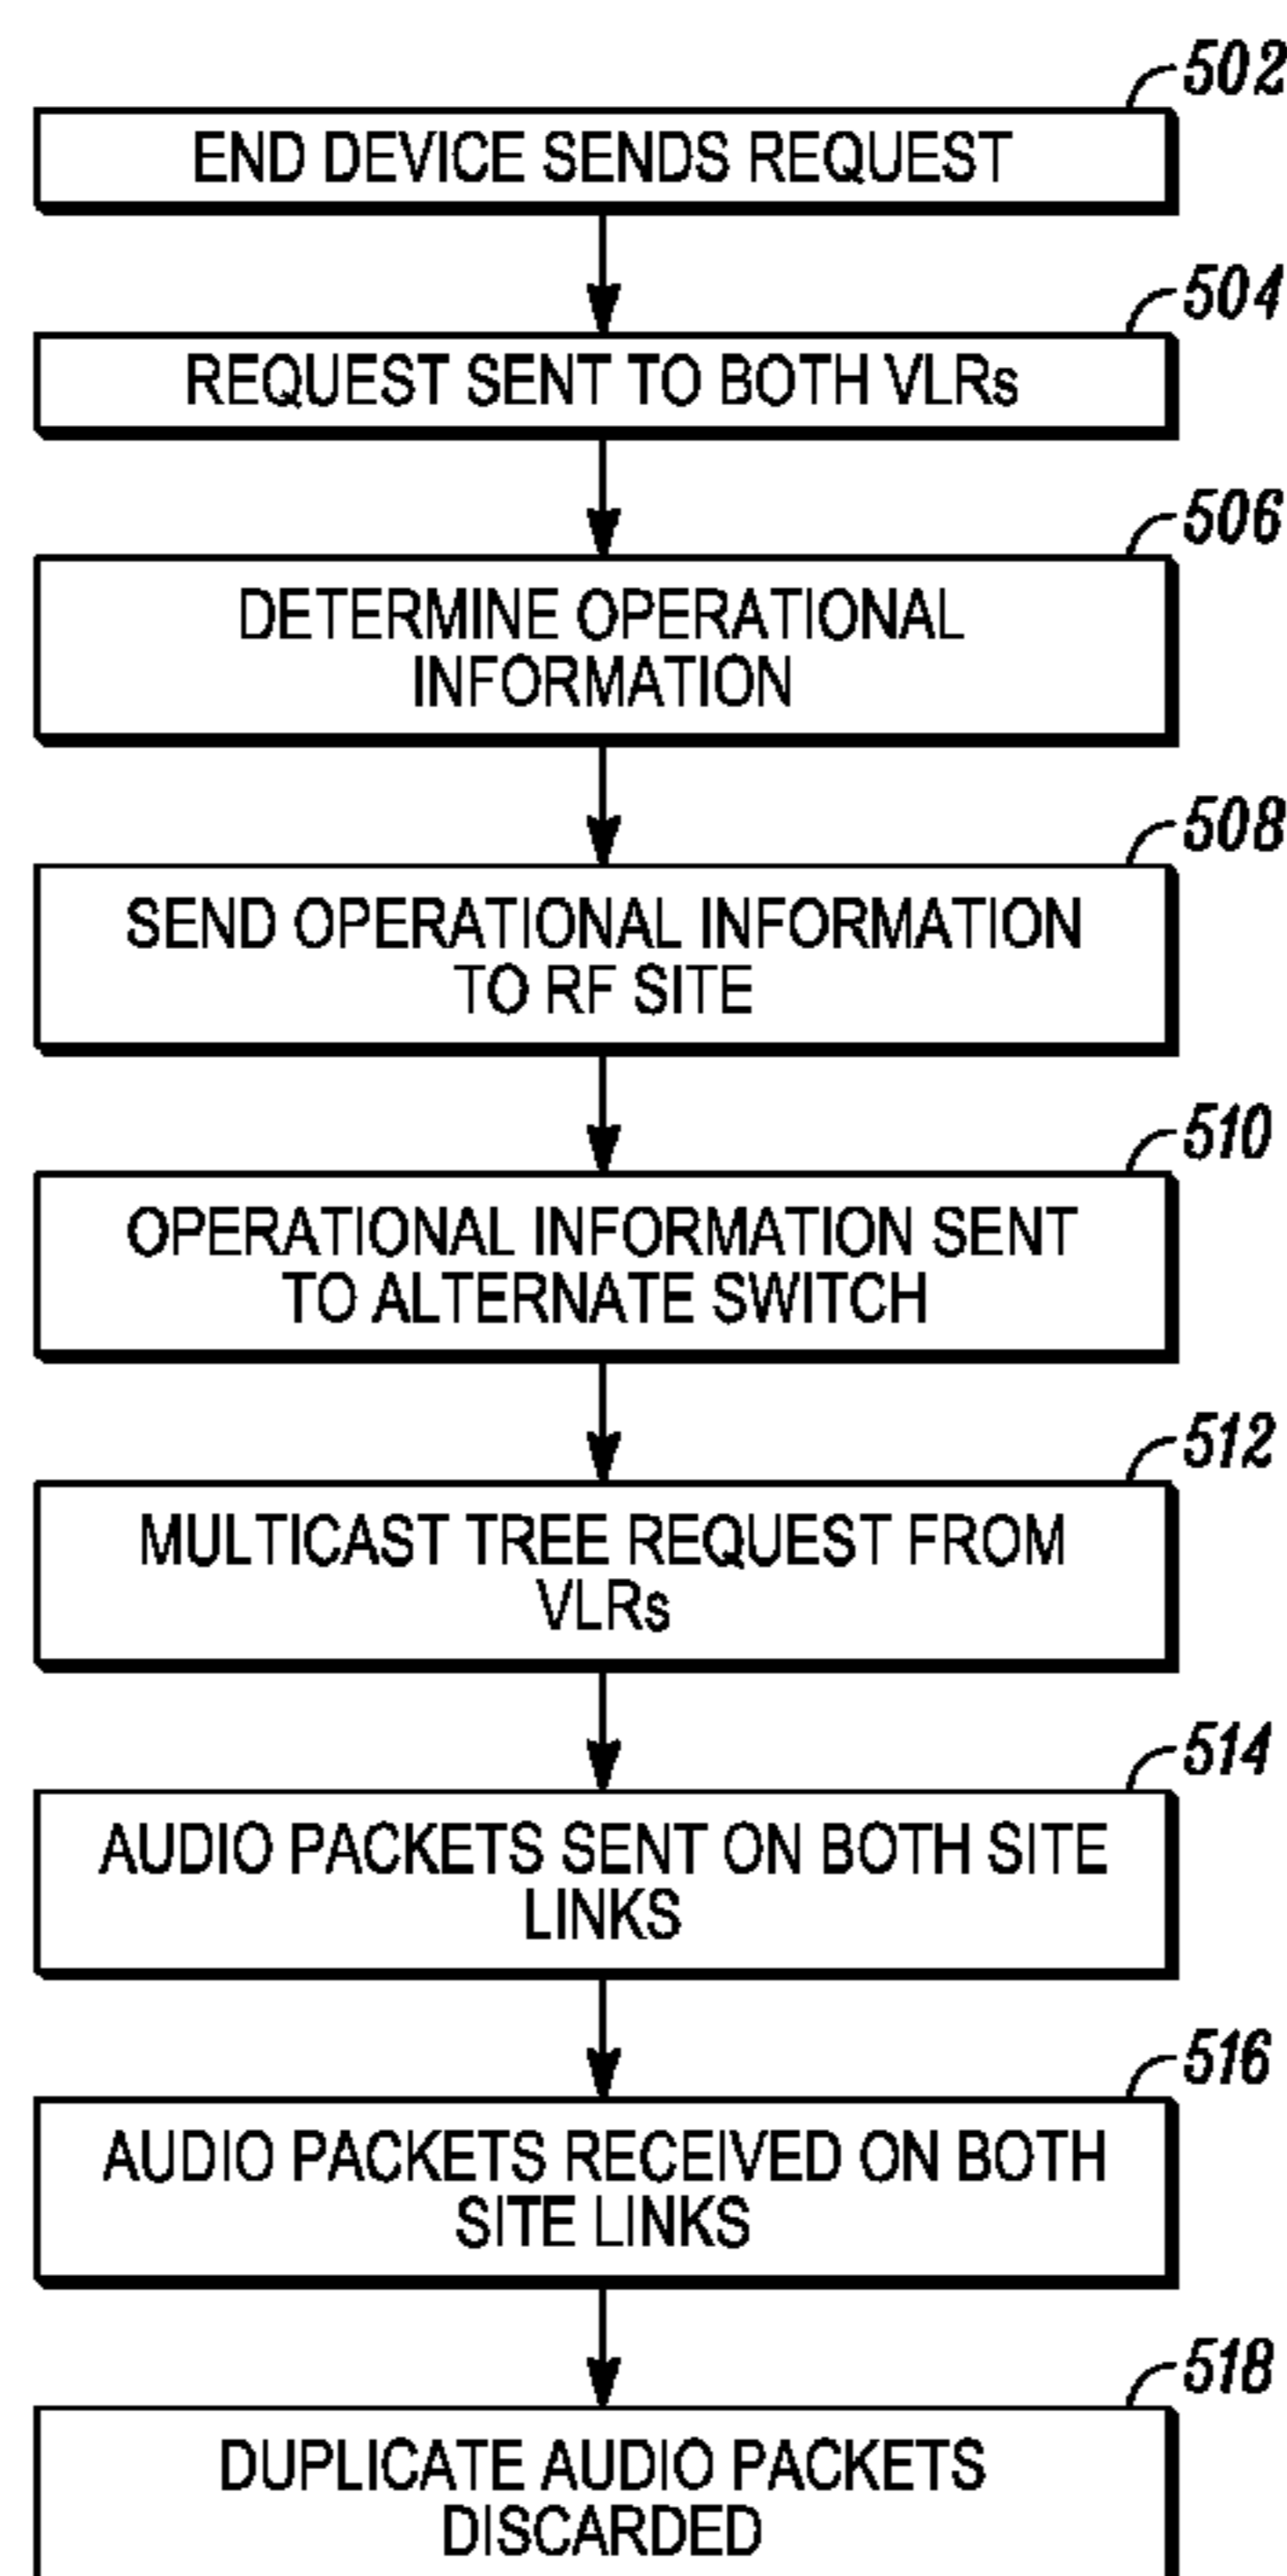 502
END DEVICE SENDS REQUEST
504
REQUEST SENT TO BOTH VLRs
506
DETERMINE OPERATIONAL
INFORMATION
508
SEND OPERATIONAL INFORMATION
TO RF SITE
510
OPERATIONAL INFORMATION SENT
TO ALTERNATE SWITCH
512
MULTICAST TREE REQUEST FROM
VLRs
514
AUDIO PACKETS SENT ON BOTH SITE
LINKS
516
AUDIO PACKETS RECEIVED ON BOTH
SITE LINKS
518
DUPLICATE AUDIO PACKETS
DISCARDED